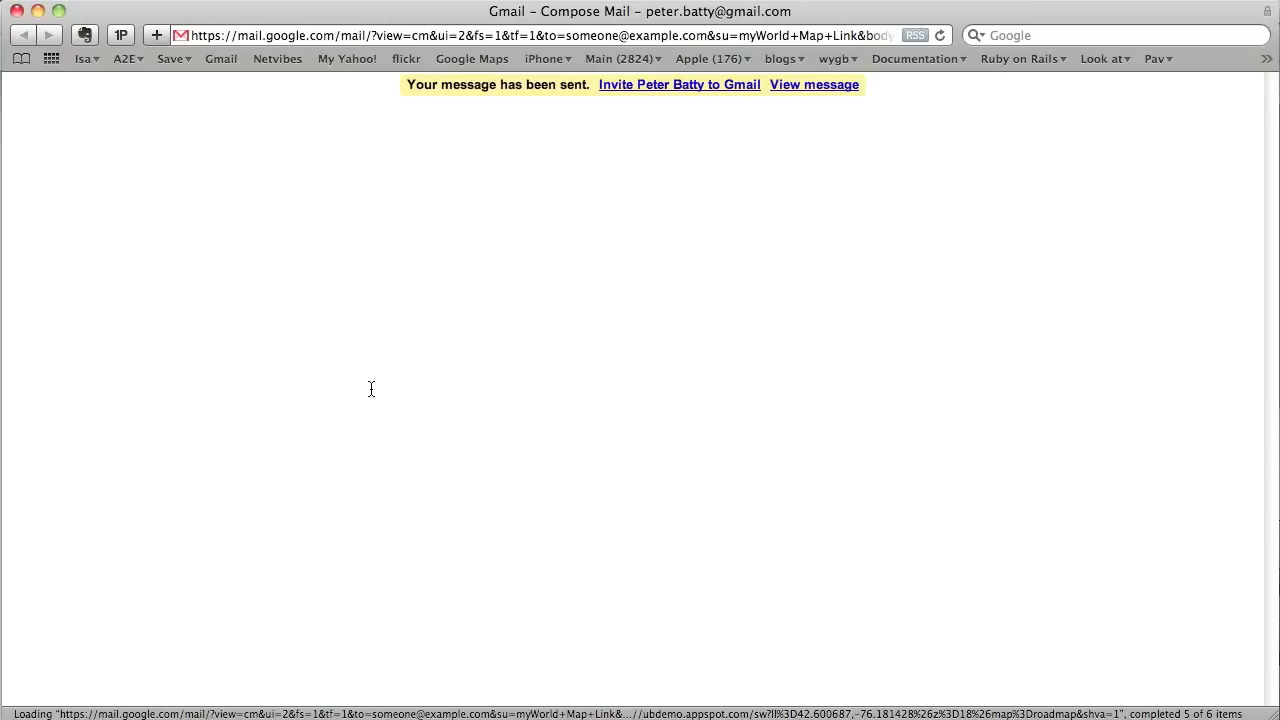 Gmail – Compose Mail – peter.batty@gmail.com
1P + https://mail.google.com/mail/?view=cm&ui=2&fs=1&tf=1&to=someone@example.com&su=myWorld+Map+Link&body RSS Google
Isa A2E Save Gmail Netvibes My Yahoo! flickr Google Maps iPhone Main (2824) Apple (176) blogs wygb Documentation Ruby on Rails Look at Pav
Your message has been sent. Invite Peter Batty to Gmail View message
Loading "https://mail.google.com/mail/?view=cm&ui=2&fs=1&tf=1&to=someone@example.com&su=myWorld+Map+Link&...//ubdemo.appspot.com/sw?ll%3D42.600687,-76.181428%26z%3D18%26map%3Droadmap&shva=1", completed 5 of 6 items